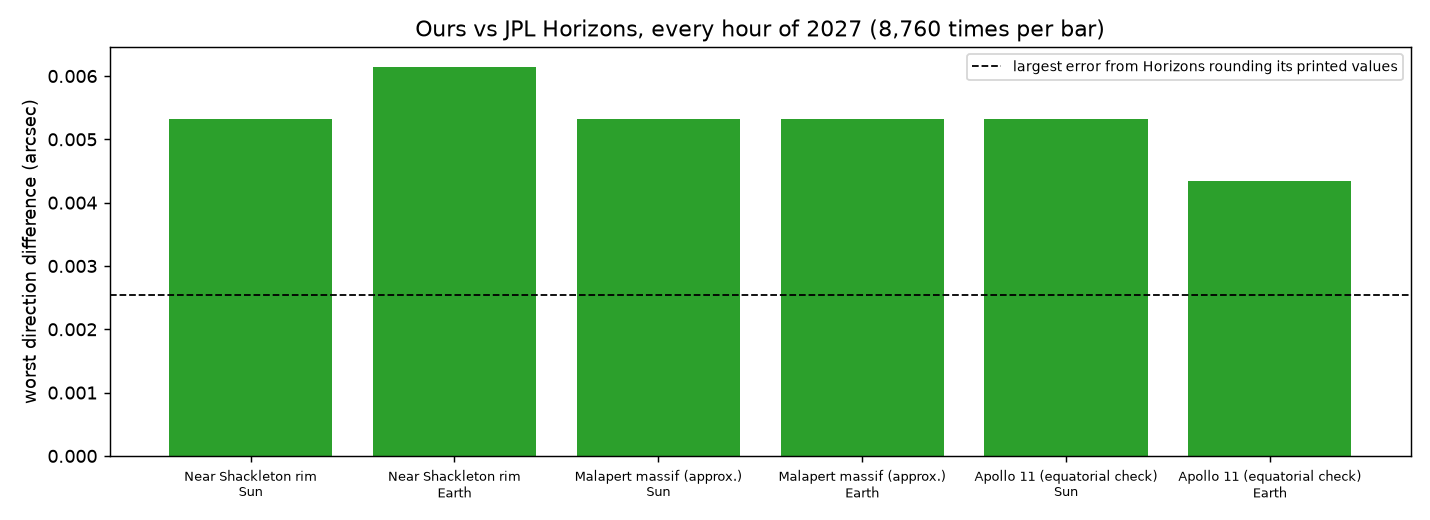 Ours vs JPL Horizons, every hour of 2027 (8,760 times per bar)
largest error from Horizons rounding its printed values
worst direction difference (arcsec)
0.006
0.005
0.004
0.003
0.002
0.001
0.000
Near Shackleton rim
Sun
Near Shackleton rim
Earth
Malapert massif (approx.)
Sun
Malapert massif (approx.)
Earth
Apollo 11 (equatorial check)
Sun
Apollo 11 (equatorial check)
Earth